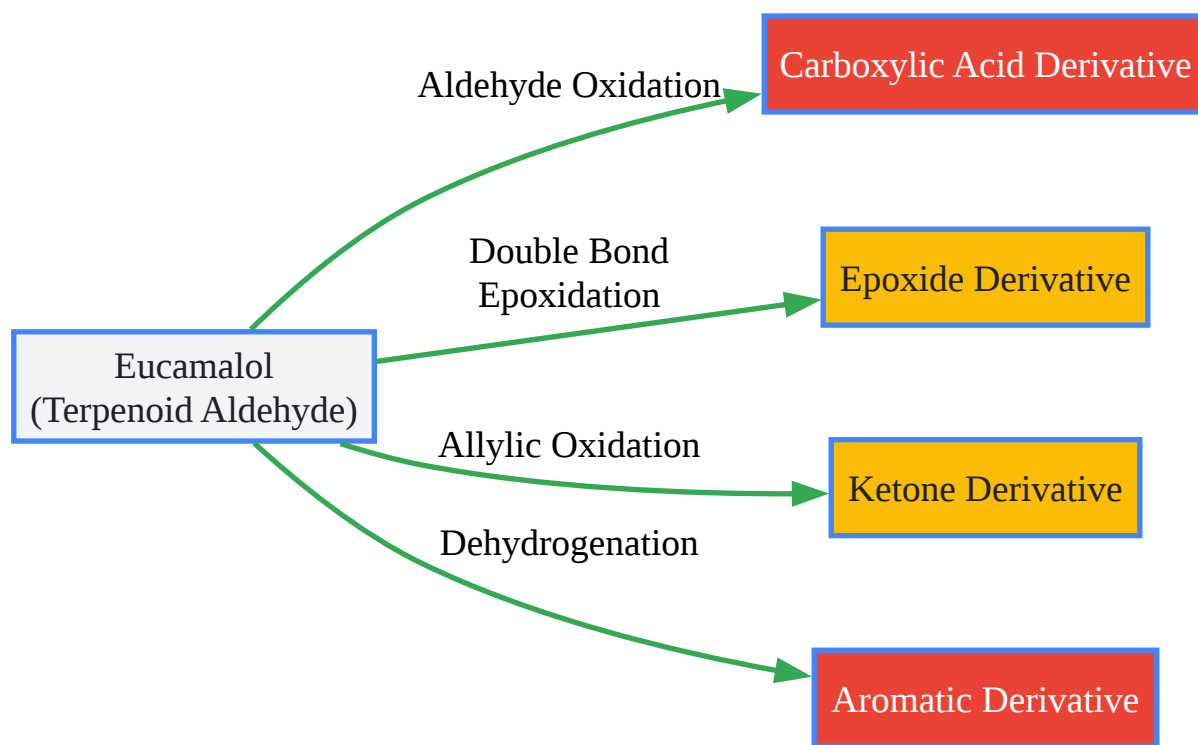 Carboxylic Acid Derivative
Aldehyde Oxidation
Double Bond
Epoxidation
Epoxide Derivative
Eucamalol
(Terpenoid Aldehyde)
Allylic Oxidation
Ketone Derivative
Dehydrogenation
Aromatic Derivative